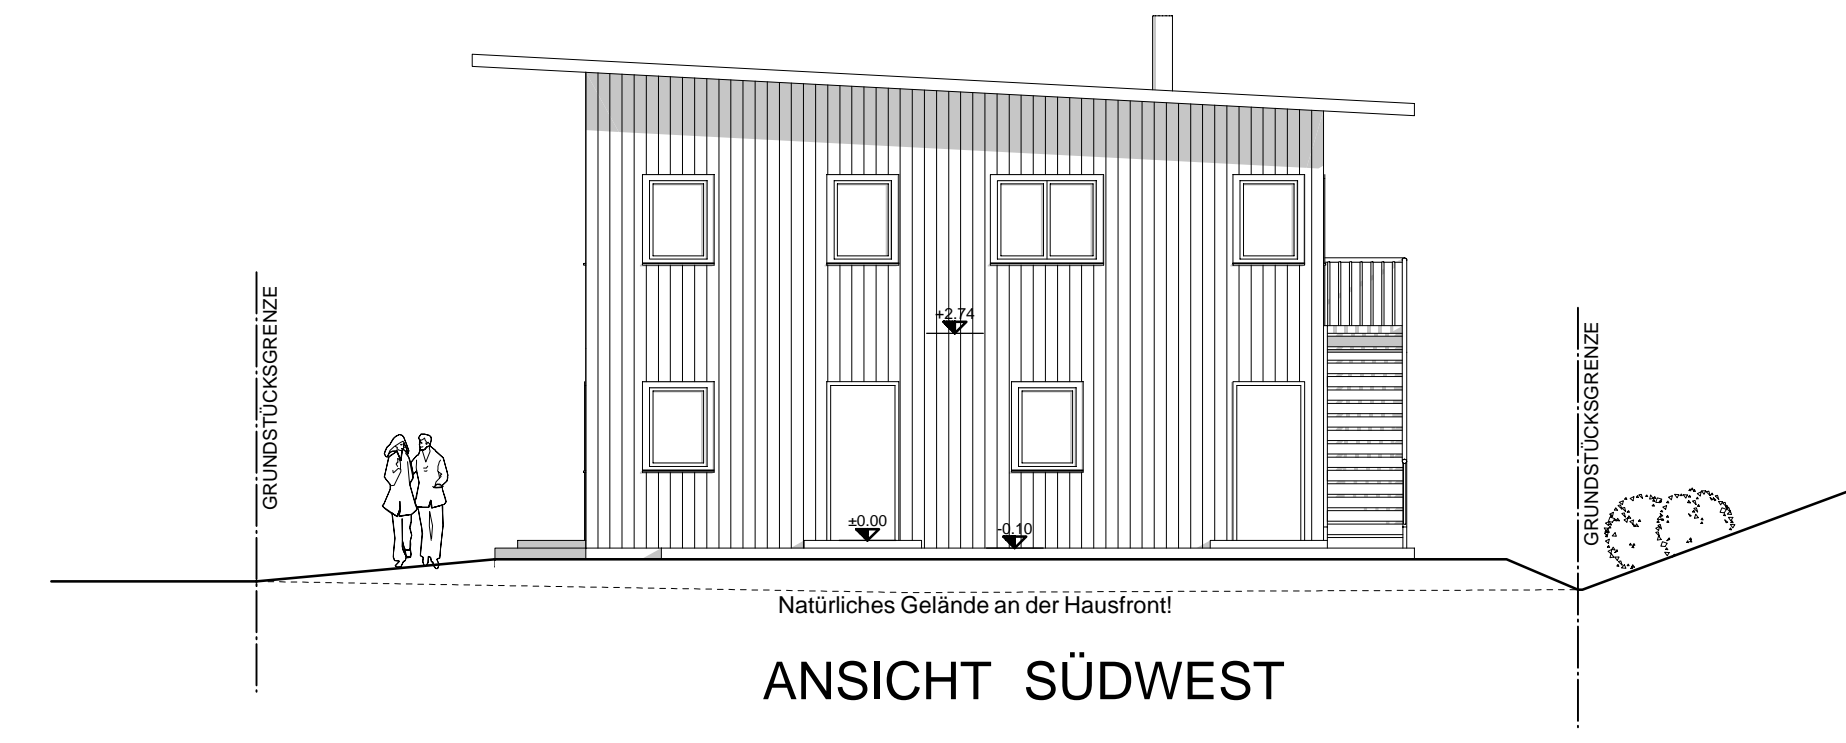 GRUNDSTÜCKSGRENZE
+2.74
GRUNDSTÜCKSGRENZE
±0.00
-0.10
Natürliches Gelände an der Hausfront!
ANSICHT SÜDWEST